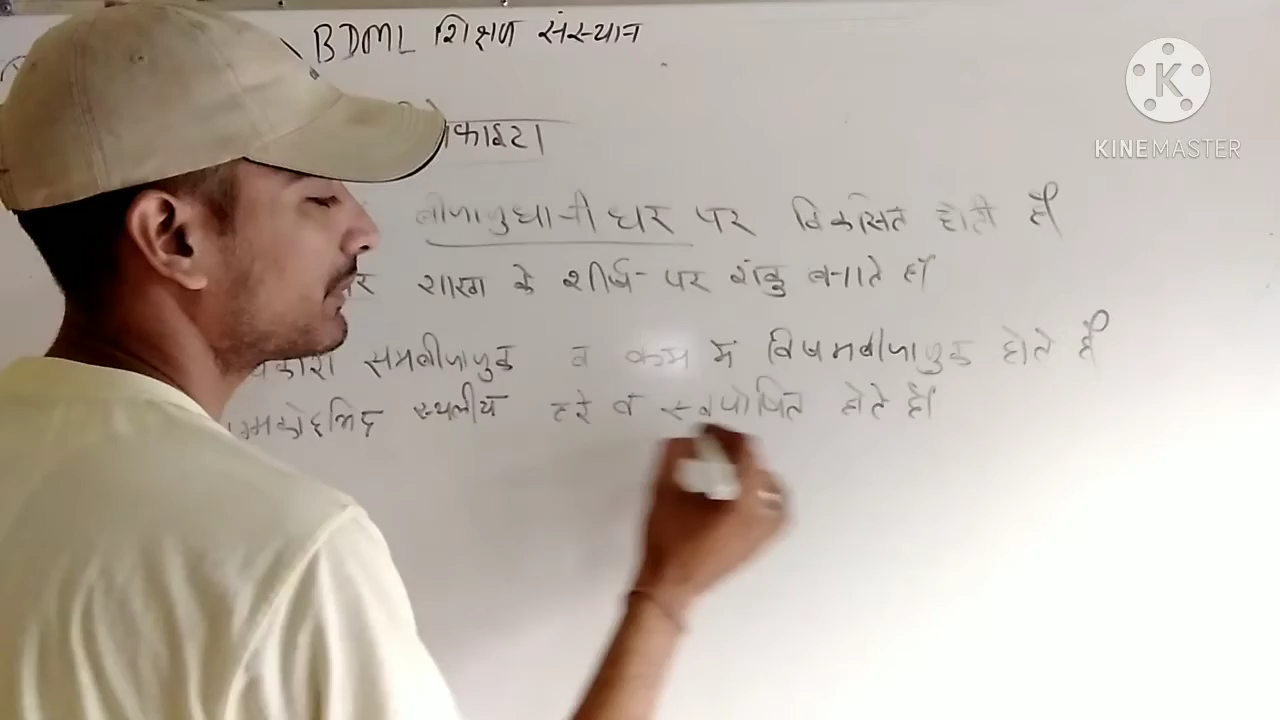 BDML शिक्षण संस्थान
K
KINEMASTER
काइटा
बीजाणुधानी धर पर विकसित होती हैं
शाखा के शीर्ष पर शंकु बनाते हैं
समबीजाणुक व कम में विषमबीजाणुक होते हैं
स्थलीय हरे व स्वपोषित होते हैं।